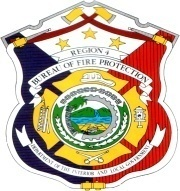 REGION 4
BUREAU OF FIRE PROTECTION
DEPARTMENT OF THE INTERIOR AND LOCAL GOVERNMENT